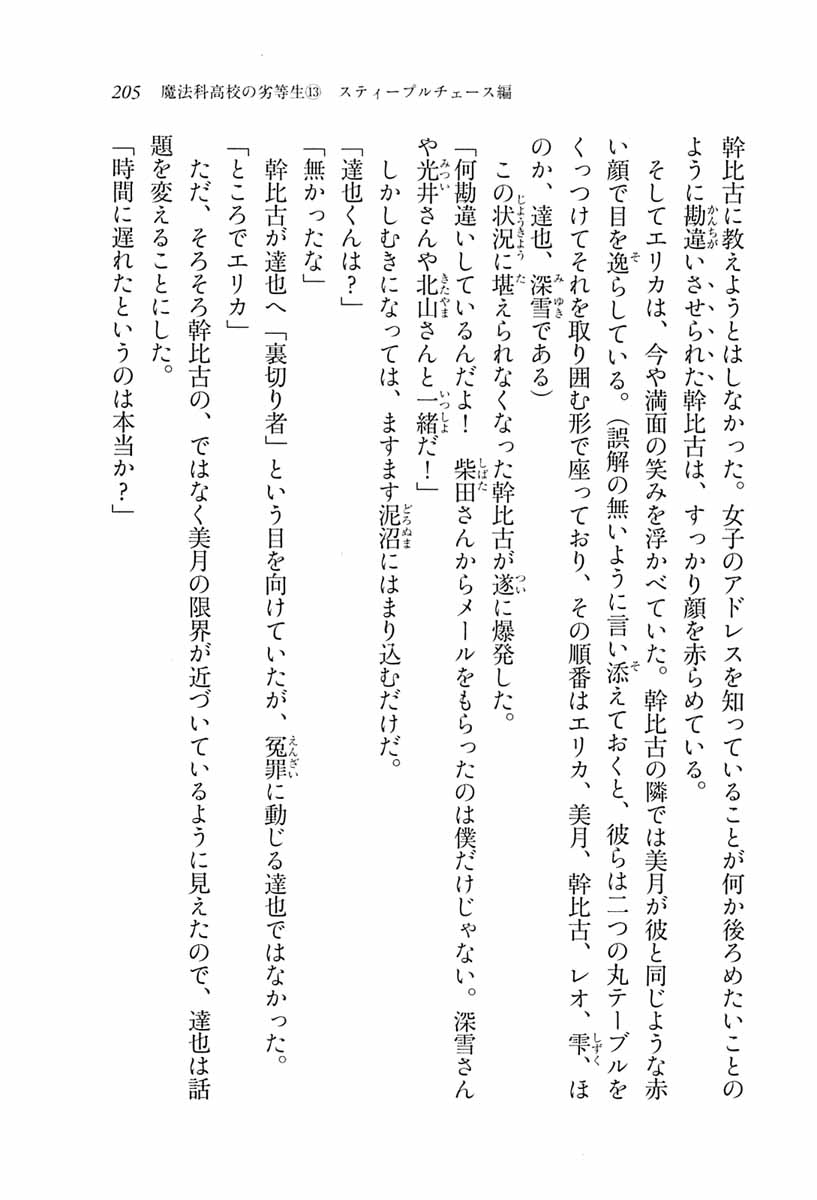 205　魔法科高校の劣等生⑬　スティープルチェース編
幹比古に教えようとはしなかった。女子のアドレスを知っていることが何か後ろめたいことの
ように勘違いさせられた幹比古は、すっかり顔を赤らめている。
　そしてエリカは、今や満面の笑みを浮かべていた。幹比古の隣では美月が彼と同じような赤
い顔で目を逸らしている。（誤解の無いように言い添えておくと、彼らは二つの丸テーブルを
くっつけてそれを取り囲む形で座っており、その順番はエリカ、美月、幹比古、レオ、雫、ほ
のか、達也、深雪である）
　この状況に堪えられなくなった幹比古が遂に爆発した。
「何勘違いしているんだよ！　柴田さんからメールをもらったのは僕だけじゃない。深雪さん
や光井さんや北山さんと一緒だ！」
　しかしむきになっては、ますます泥沼にはまり込むだけだ。
「達也くんは？」
「無かったな」
　幹比古が達也へ「裏切り者」という目を向けていたが、冤罪に動じる達也ではなかった。
「ところでエリカ」
　ただ、そろそろ幹比古の、ではなく美月の限界が近づいているように見えたので、達也は話
題を変えることにした。
「時間に遅れたというのは本当か？」